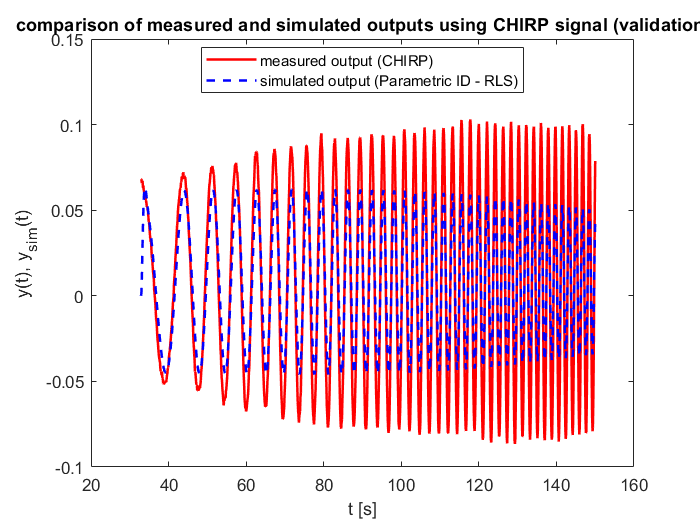 comparison of measured and simulated outputs using CHIRP signal (validation
0.15
measured output (CHIRP)
simulated output (Parametric ID - RLS)
0.1
0.05
0
-0.05
-0.1
y(t), y_sim(t)
20 40 60 80 100 120 140 160
t [s]